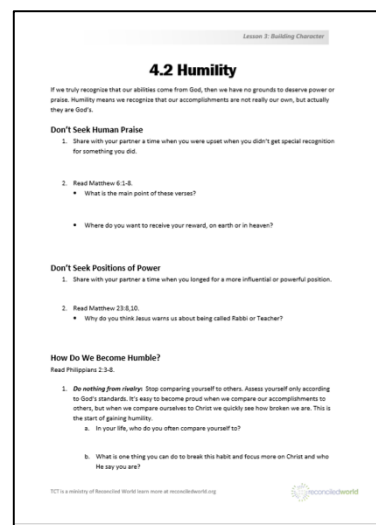 Lesson 3: Building Character
4.2 Humility
If we truly recognize that our abilities come from God, then we have no grounds to deserve power or
praise. Humility means we recognize that our accomplishments are not really our own, but actually
they are God's.
Don't Seek Human Praise
1. Share with your partner a time when you were upset when you didn't get special recognition
for something you did.
2. Read Matthew 6:1-8.
▪ What is the main point of these verses?
▪ Where do you want to receive your reward, on earth or in heaven?
Don't Seek Positions of Power
1. Share with your partner a time when you longed for a more influential or powerful position.
2. Read Matthew 23:8,10.
▪ Why do you think Jesus warns us about being called Rabbi or Teacher?
How Do We Become Humble?
Read Philippians 2:3-8.
1. Do nothing from rivalry: Stop comparing yourself to others. Assess yourself only according
to God's standards. It's easy to become proud when we compare our accomplishments to
others, but when we compare ourselves to Christ we quickly see how broken we are. This is
the start of gaining humility.
a. In your life, who do you often compare yourself to?
b. What is one thing you can do to break this habit and focus more on Christ and who
He say you are?
TCT is a ministry of Reconciled World learn more at reconciledworld.org
reconciledworld